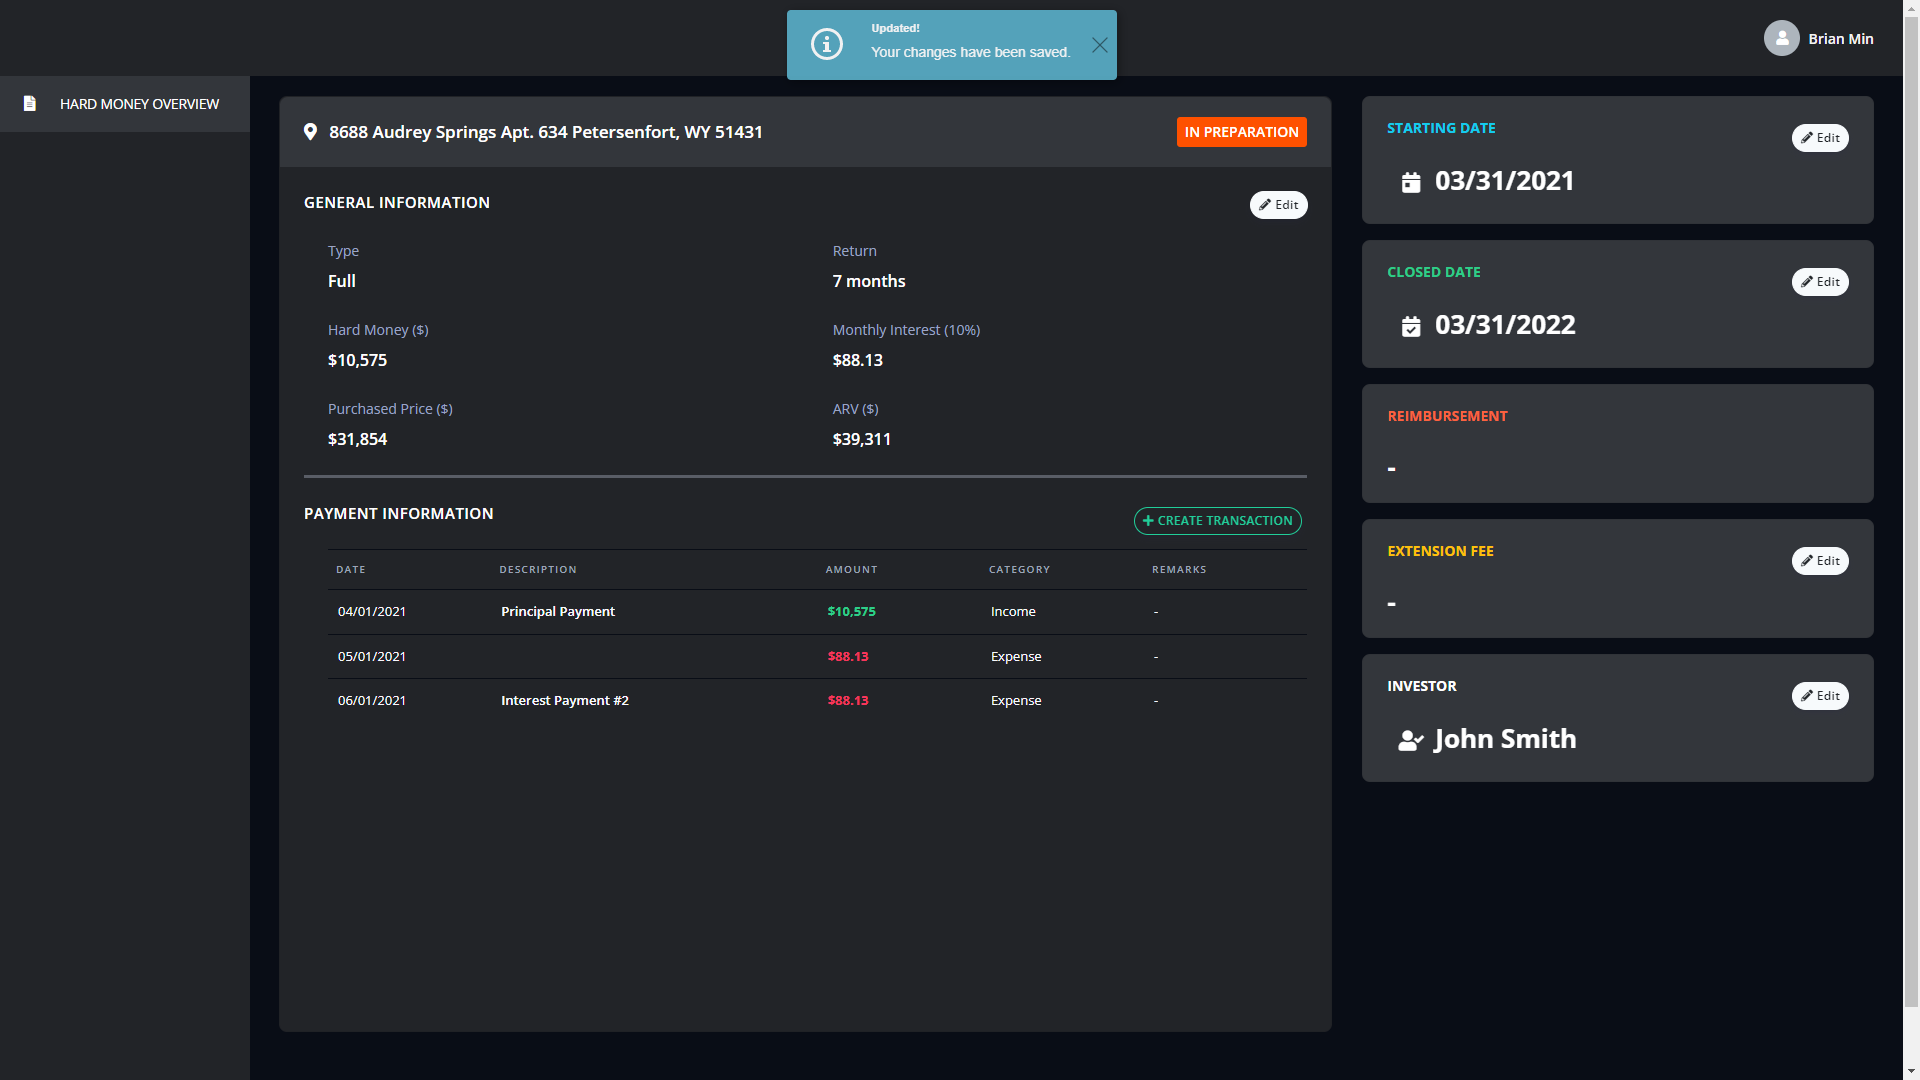 Updated!
Your changes have been saved.
Brian Min
HARD MONEY OVERVIEW
8688 Audrey Springs Apt. 634 Petersenfort, WY 51431
IN PREPARATION
GENERAL INFORMATION
Edit
Type
Return
Full
7 months
Hard Money ($)
Monthly Interest (10%)
$10,575
$88.13
Purchased Price ($)
ARV ($)
$31,854
$39,311
PAYMENT INFORMATION
CREATE TRANSACTION
DATE DESCRIPTION AMOUNT CATEGORY REMARKS
04/01/2021 Principal Payment $10,575 Income -
05/01/2021 $88.13 Expense -
06/01/2021 Interest Payment #2 $88.13 Expense -
STARTING DATE
Edit
03/31/2021
CLOSED DATE
Edit
03/31/2022
REIMBURSEMENT
-
EXTENSION FEE
Edit
-
INVESTOR
Edit
John Smith